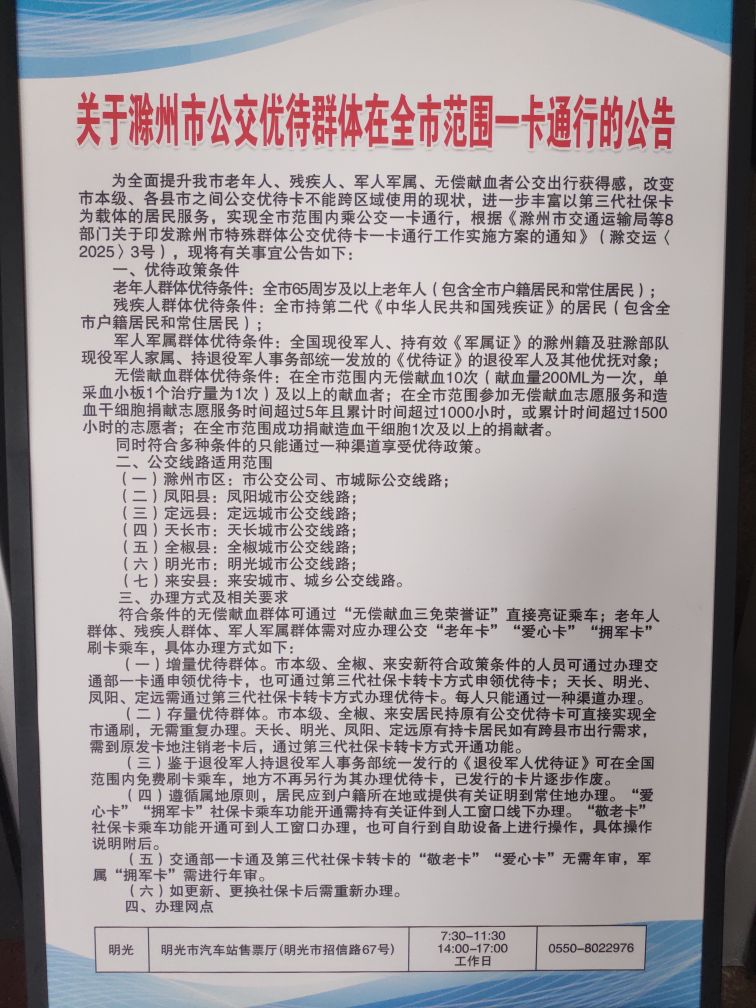 关于滁州市公交优待群体在全市范围一卡通行的公告
为全面提升我市老年人、残疾人、军人军属、无偿献血者公交出行获得感，改变
市本级、各县市之间公交优待卡不能跨区域使用的现状，进一步丰富以第三代社保卡
为载体的居民服务，实现全市范围内乘公交一卡通行，根据《滁州市交通运输局等8
部门关于印发滁州市特殊群体公交优待卡一卡通行工作实施方案的通知》（滁交运〈
2025〉3号），现将有关事宜公告如下：
一、优待政策条件
老年人群体优待条件：全市65周岁及以上老年人（包含全市户籍居民和常住居民）；
残疾人群体优待条件：全市持第二代《中华人民共和国残疾证》的居民（包含全
市户籍居民和常住居民）；
军人军属群体优待条件：全国现役军人、持有效《军属证》的滁州籍及驻滁部队
现役军人家属、持退役军人事务部统一发放的《优待证》的退役军人及其他优抚对象；
无偿献血群体优待条件：在全市范围内无偿献血10次（献血量200ML为一次，单
采血小板1个治疗量为1次）及以上的献血者；在全市范围参加无偿献血志愿服务和造
血干细胞捐献志愿服务时间超过5年且累计时间超过1000小时，或累计时间超过1500
小时的志愿者；在全市范围成功捐献造血干细胞1次及以上的捐献者。
同时符合多种条件的只能通过一种渠道享受优待政策。
二、公交线路适用范围
（一）滁州市区：市公交公司、市城际公交线路；
（二）凤阳县：凤阳城市公交线路；
（三）定远县：定远城市公交线路；
（四）天长市：天长城市公交线路；
（五）全椒县：全椒城市公交线路；
（六）明光市：明光城市公交线路；
（七）来安县：来安城市、城乡公交线路。
三、办理方式及相关要求
符合条件的无偿献血群体可通过“无偿献血三免荣誉证”直接亮证乘车；老年人
群体、残疾人群体、军人军属群体需对应办理公交“老年卡”“爱心卡”“拥军卡”
刷卡乘车，具体办理方式如下：
（一）增量优待群体。市本级、全椒、来安新符合政策条件的人员可通过办理交
通部一卡通申领优待卡，也可通过第三代社保卡转卡方式申领优待卡；天长、明光、
凤阳、定远需通过第三代社保卡转卡方式办理优待卡。每人只能通过一种渠道办理。
（二）存量优待群体。市本级、全椒、来安居民持原有公交优待卡可直接实现全
市通刷，无需重复办理。天长、明光、凤阳、定远原有持卡居民如有跨县市出行需求，
需到原发卡地注销老卡后，通过第三代社保卡转卡方式开通功能。
（三）鉴于退役军人持退役军人事务部统一发行的《退役军人优待证》可在全国
范围内免费刷卡乘车，地方不再另行为其办理优待卡，已发行的卡片逐步作废。
（四）遵循属地原则，居民应到户籍所在地或提供有关证明到常住地办理。“爱
心卡”“拥军卡”社保卡乘车功能开通需持有关证件到人工窗口线下办理。“敬老卡”
社保卡乘车功能开通可到人工窗口办理，也可自行到自助设备上进行操作，具体操作
说明附后。
（五）交通部一卡通及第三代社保卡转卡的“敬老卡”“爱心卡”无需年审，军
属“拥军卡”需进行年审。
（六）如更新、更换社保卡后需重新办理。
四、办理网点
明光 明光市汽车站售票厅(明光市招信路67号) 7:30-11:30 14:00-17:00 工作日 0550-8022976